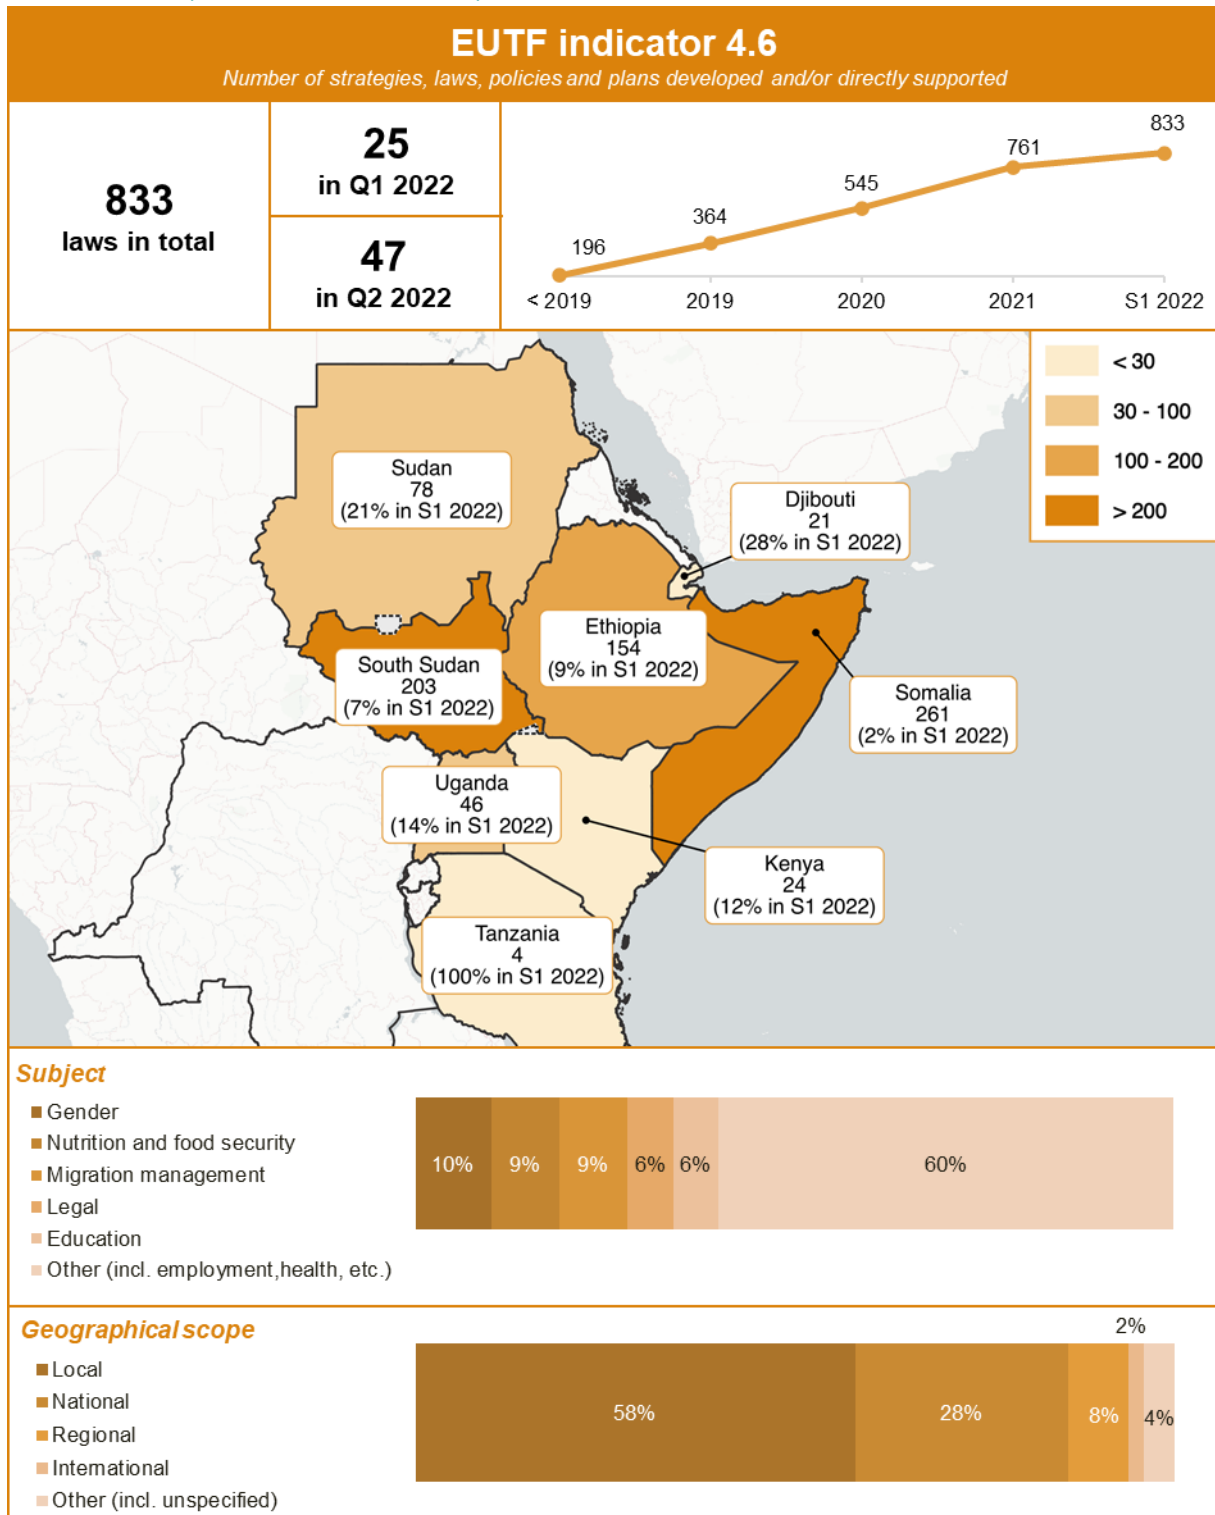 EUTF indicator 4.6
Number of strategies, laws, policies and plans developed and/or directly supported
833
laws in total
25
in Q1 2022
47
in Q2 2022
196
364
545
761
833
< 2019
2019
2020
2021
S1 2022
< 30
30 - 100
100 - 200
> 200
Sudan
78
(21% in S1 2022)
Djibouti
21
(28% in S1 2022)
Ethiopia
154
(9% in S1 2022)
South Sudan
203
(7% in S1 2022)
Somalia
261
(2% in S1 2022)
Uganda
46
(14% in S1 2022)
Kenya
24
(12% in S1 2022)
Tanzania
4
(100% in S1 2022)
Subject
Gender
Nutrition and food security
Migration management
Legal
Education
Other (incl. employment,health, etc.)
10%
9%
9%
6%
6%
60%
Geographical scope
Local
National
Regional
International
Other (incl. unspecified)
58%
28%
8%
2%
4%